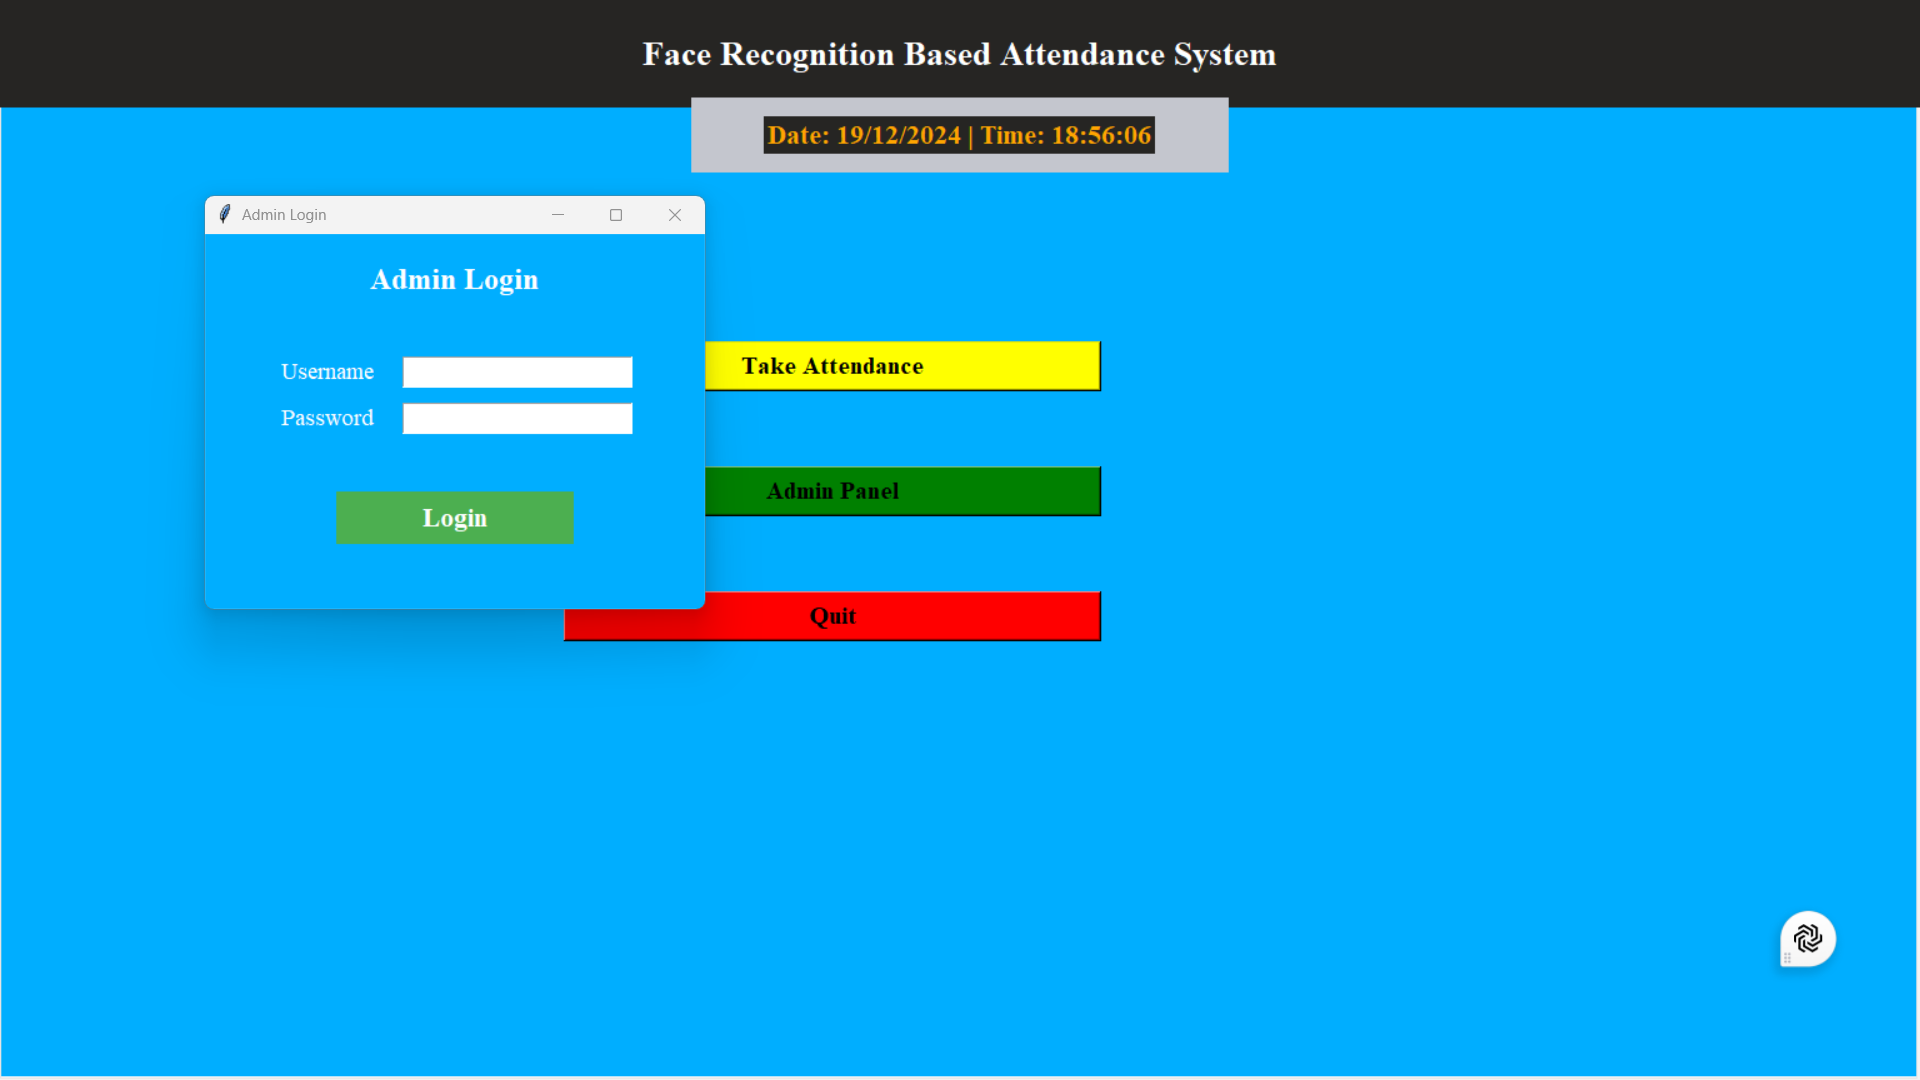 Face Recognition Based Attendance System
Date: 19/12/2024 | Time: 18:56:06
Admin Login
Admin Login
Username
Password
Login
Take Attendance
Admin Panel
Quit